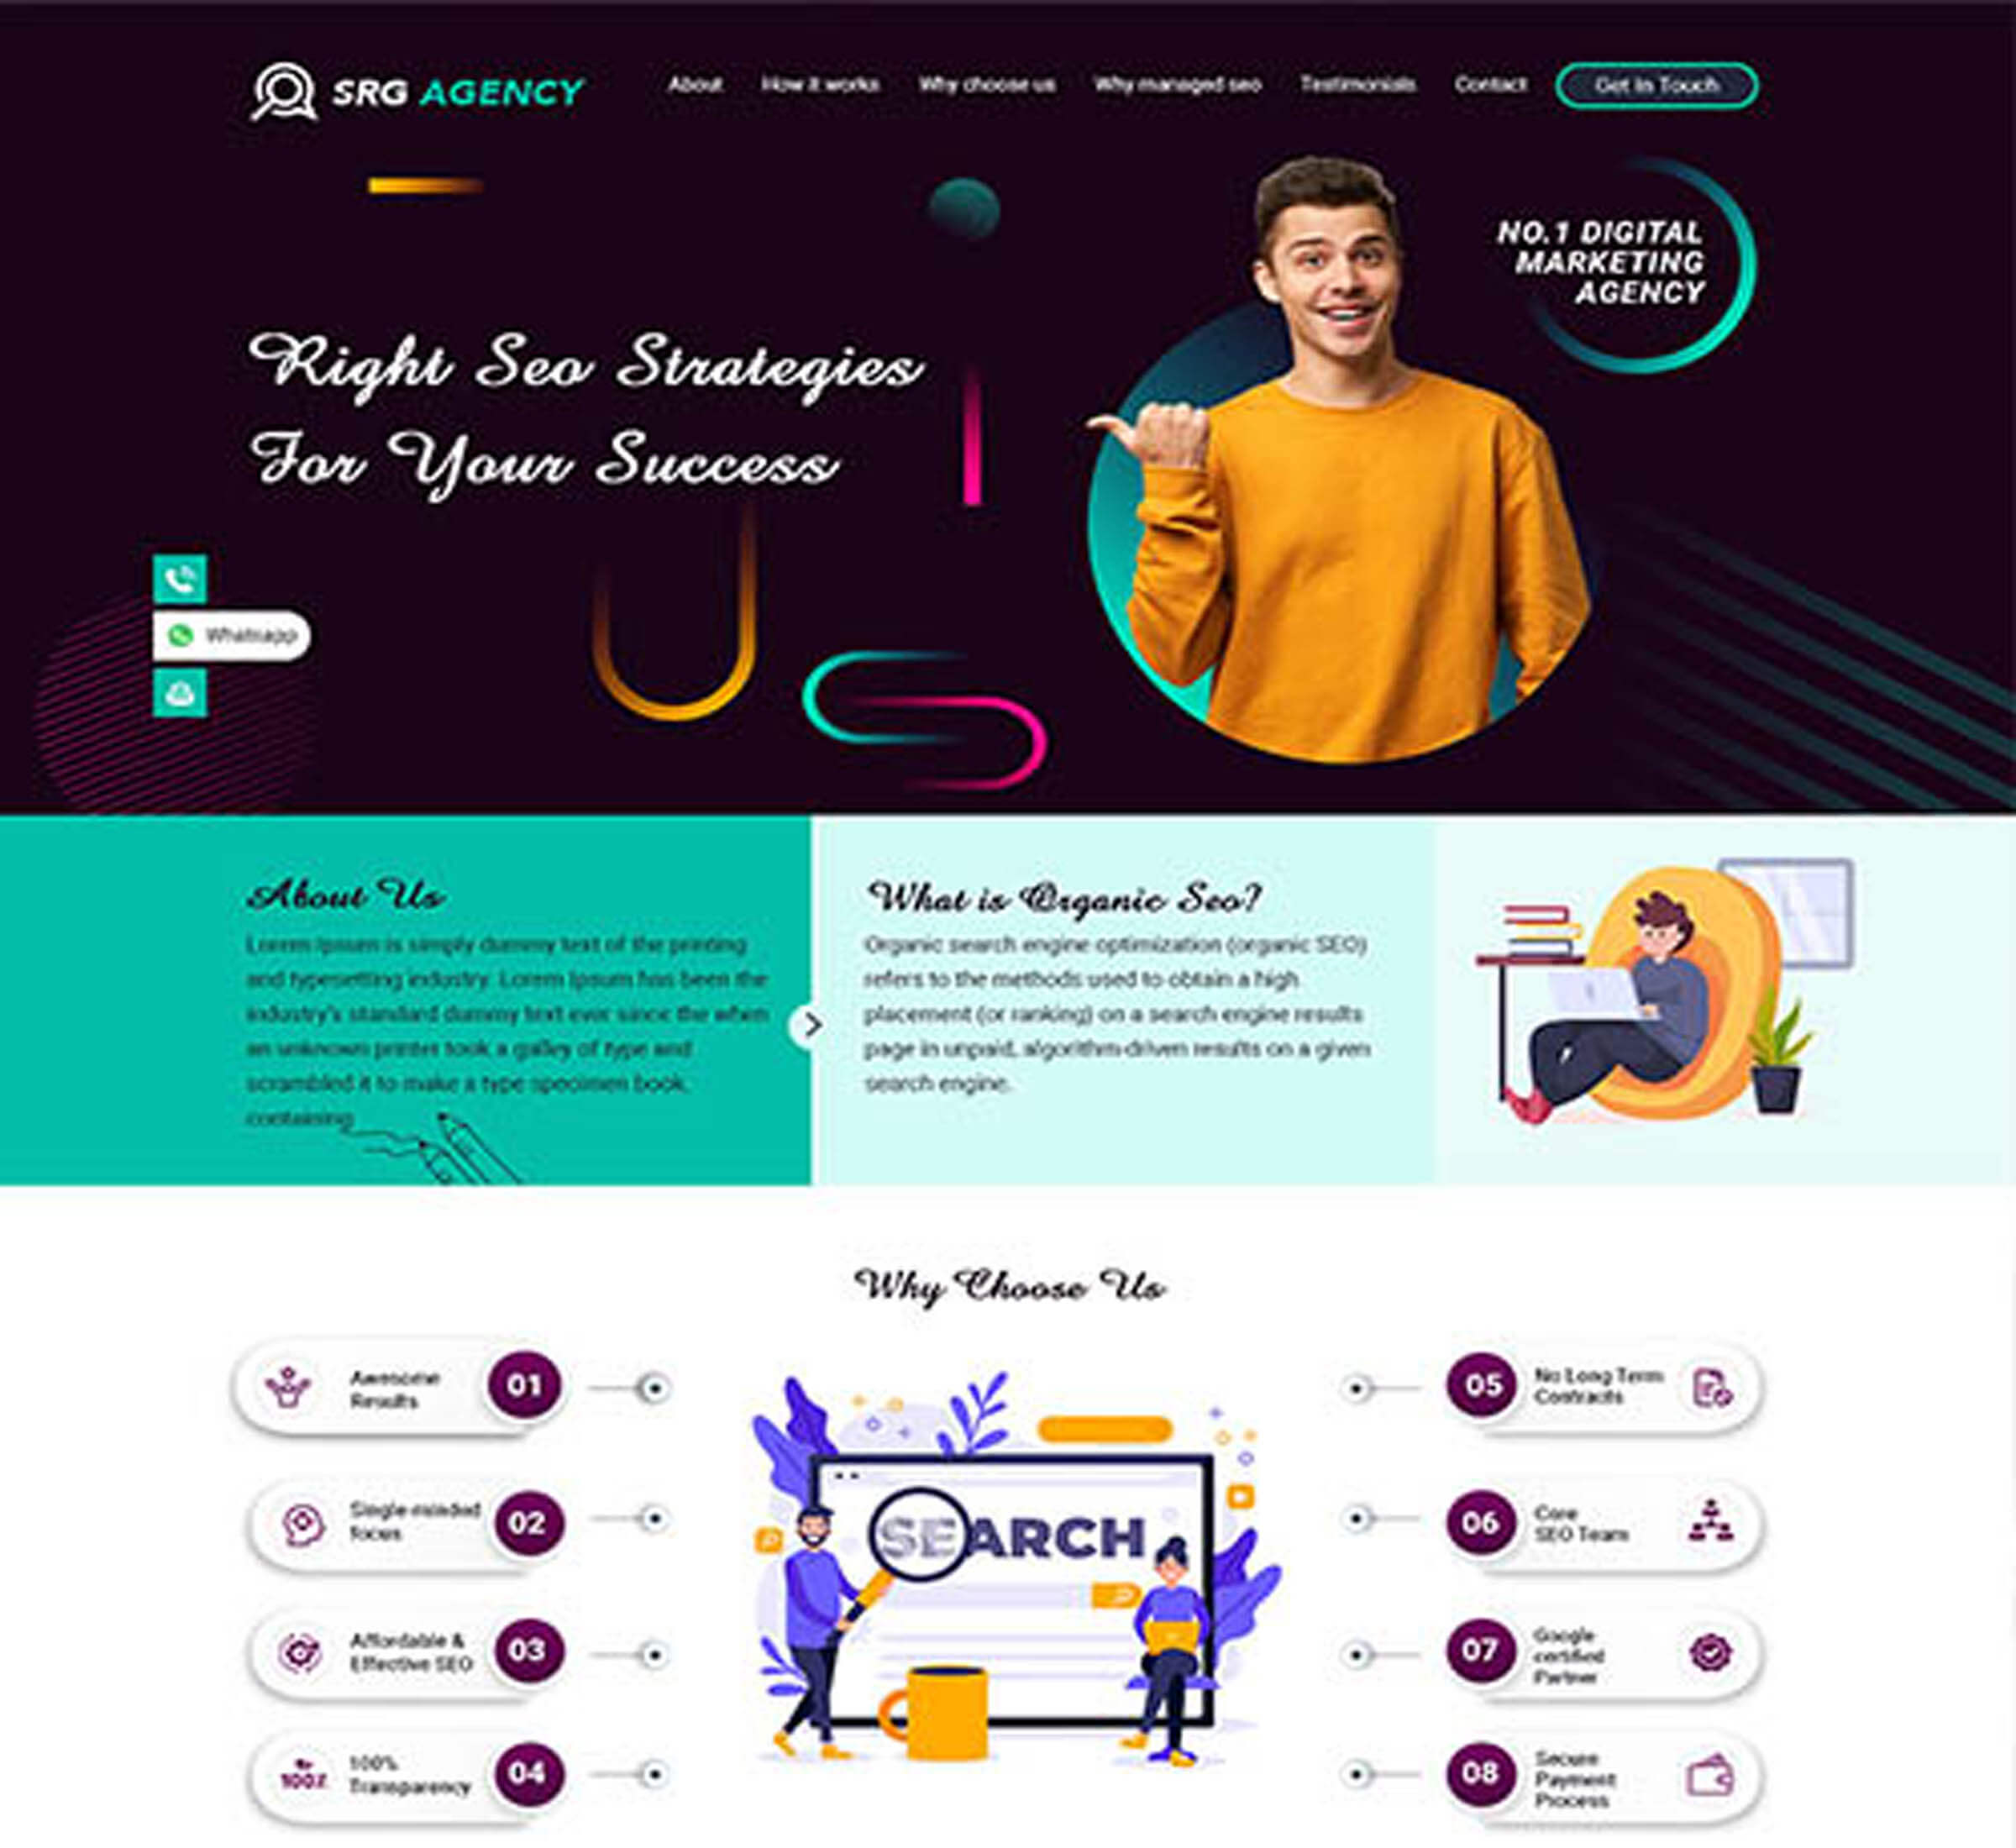 SRG AGENCY
About How it works Why choose us Why managed seo Testimonials Contact Get In Touch
NO.1 DIGITAL
MARKETING
AGENCY
Right Seo Strategies
For Your Success
Whatsapp
About Us
Lorem Ipsum is simply dummy text of the printing
and typesetting industry. Lorem Ipsum has been the
industry's standard dummy text ever since the when
an unknown printer took a galley of type and
scrambled it to make a type specimen book.
containing
What is Organic Seo?
Organic search engine optimization (organic SEO)
refers to the methods used to obtain a high
placement (or ranking) on a search engine results
page in unpaid, algorithm-driven results on a given
search engine.
Why Choose Us
Awesome
Results
01
Single-minded
focus
02
Affordable &
Effective SEO
03
100%
100%
Transparency
04
SEARCH
05
No Long Term
Contracts
06
Core
SEO Team
07
Google
certified
Partner
08
Secure
Payment
Process